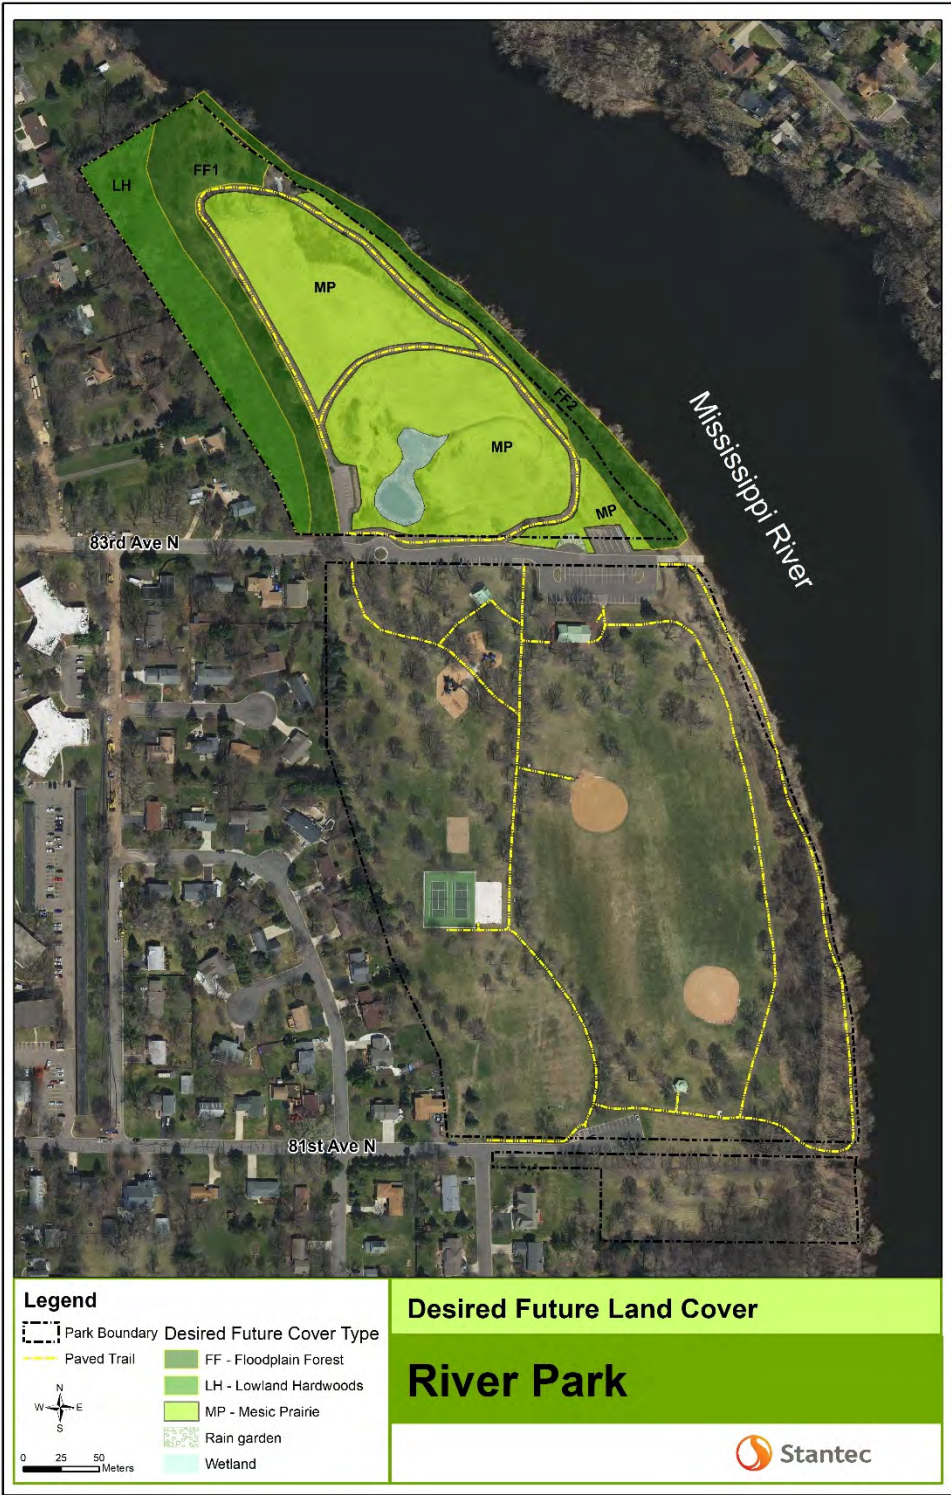 LH
FF1
MP
FF2
MP
MP
Mississippi River
83rd Ave N
81st Ave N
Legend
Park Boundary
Paved Trail
N
W E
S
0 25 50
Meters
Desired Future Cover Type
FF - Floodplain Forest
LH - Lowland Hardwoods
MP - Mesic Prairie
Rain garden
Wetland
Desired Future Land Cover
River Park
Stantec